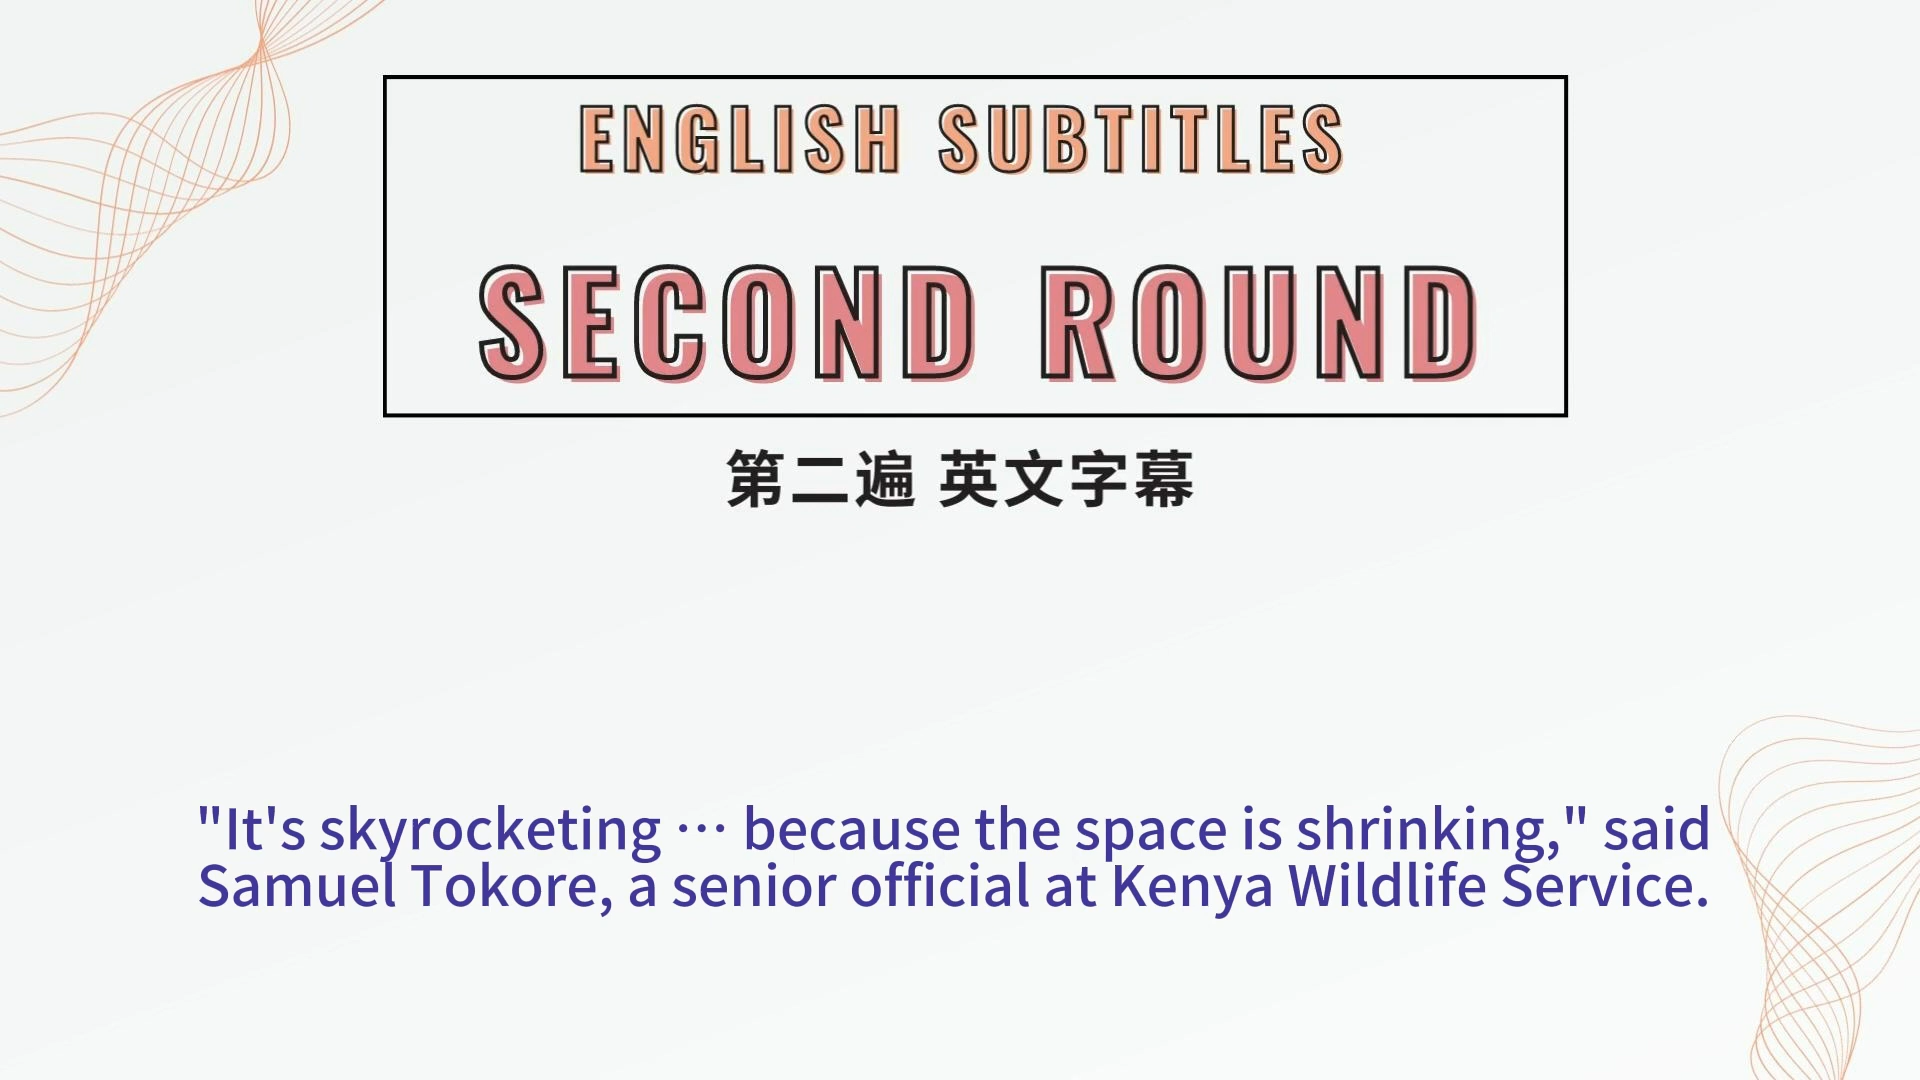 ENGLISH SUBTITLES
SECOND ROUND
第二遍 英文字幕
"It's skyrocketing ⋯ because the space is shrinking," said
Samuel Tokore, a senior official at Kenya Wildlife Service.